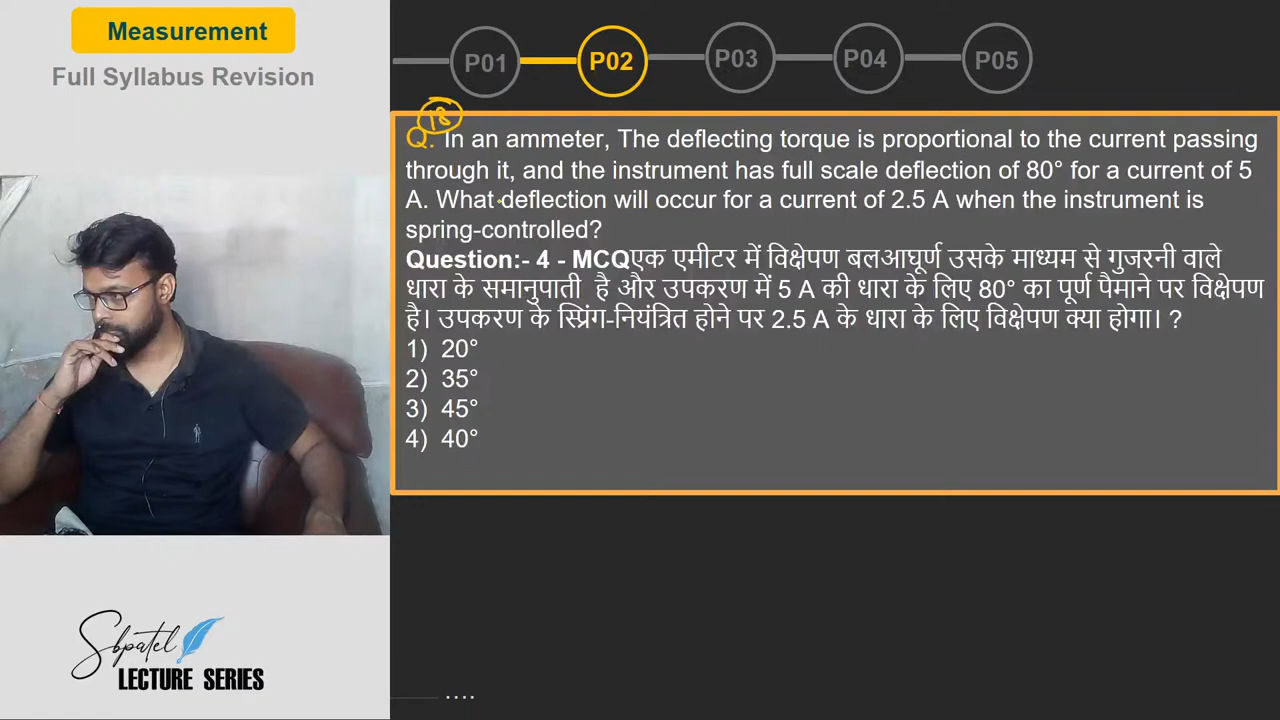 Measurement
Full Syllabus Revision
P01
P02
P03
P04
P05
18
Q. In an ammeter, The deflecting torque is proportional to the current passing
through it, and the instrument has full scale deflection of 80° for a current of 5
A. What deflection will occur for a current of 2.5 A when the instrument is
spring-controlled?
Question:- 4 - MCQएक एमीटर में विक्षेपण बलआघूर्ण उसके माध्यम से गुजरनी वाले
धारा के समानुपाती है और उपकरण में 5 A की धारा के लिए 80° का पूर्ण पैमाने पर विक्षेपण
है। उपकरण के स्प्रिंग-नियंत्रित होने पर 2.5 A के धारा के लिए विक्षेपण क्या होगा। ?
1) 20°
2) 35°
3) 45°
4) 40°
Sbpatel
LECTURE SERIES
....